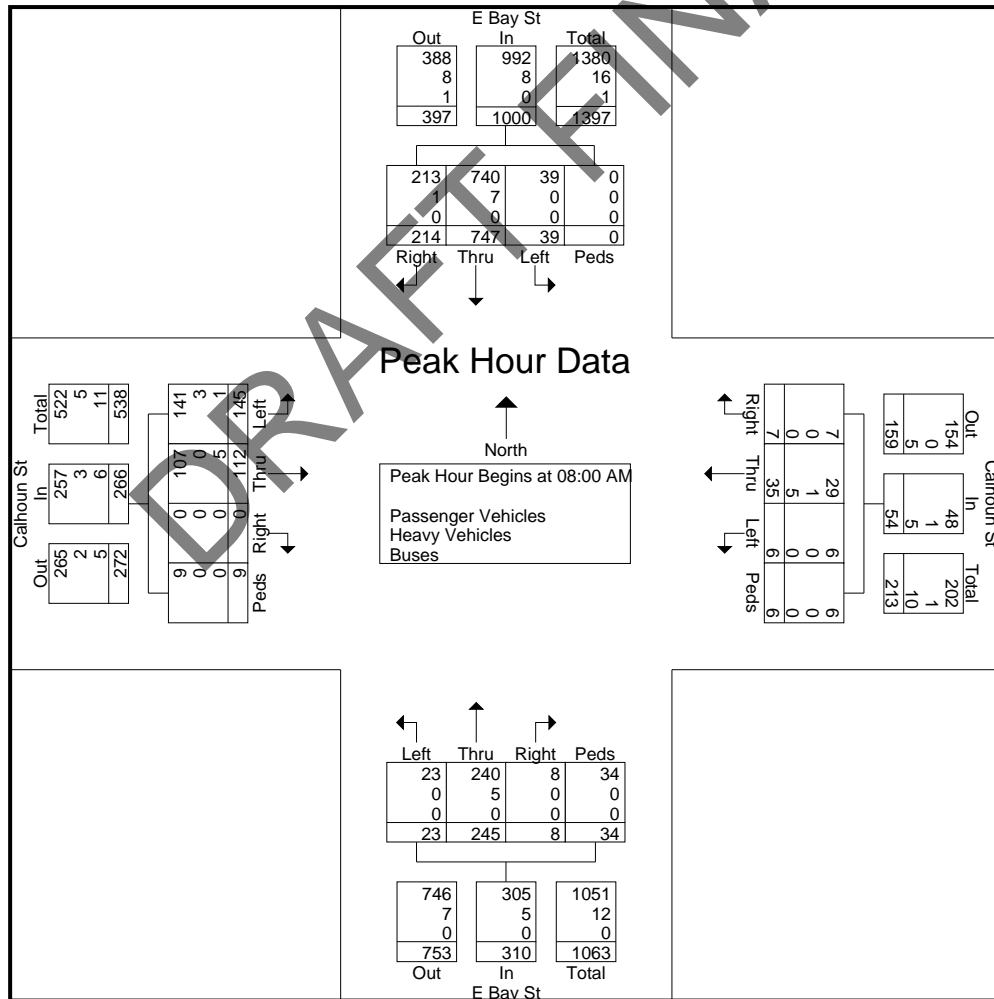 E Bay St
Out In Total
388 992 1380
8 8 16
1 0 1
397 1000 1397
213 740 39 0
1 7 0 0
0 0 0 0
214 747 39 0
Right Thru Left Peds
Peak Hour Data
North
Peak Hour Begins at 08:00 AM
Passenger Vehicles
Heavy Vehicles
Buses
Calhoun St
Total In Out
522 257 265
5 3 2
11 6 5
538 266 272
141 107 0 9
3 0 0 0
1 5 0 0
145 112 0 9
Left Thru Right Peds
Right Thru Left Peds
7 29 6 6
0 1 0 0
0 5 0 0
7 35 6 6
Out In Total
154 48 202
0 1 1
5 5 10
159 54 213
Calhoun St
Left Thru Right Peds
23 240 8 34
0 5 0 0
0 0 0 0
23 245 8 34
746 305 1051
7 5 12
0 0 0
753 310 1063
Out In Total
E Bay St
DRAFT FINA